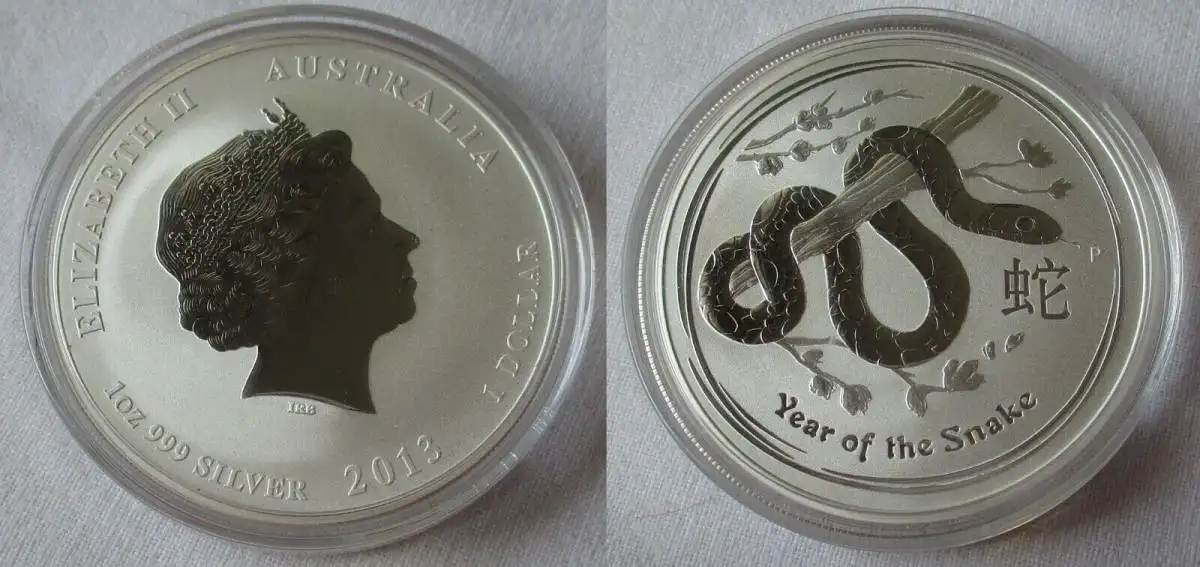 ELIZABETH II
AUSTRALIA
1 DOLLAR
1oz 999 SILVER
2013
IRB
P
蛇
Year of the Snake